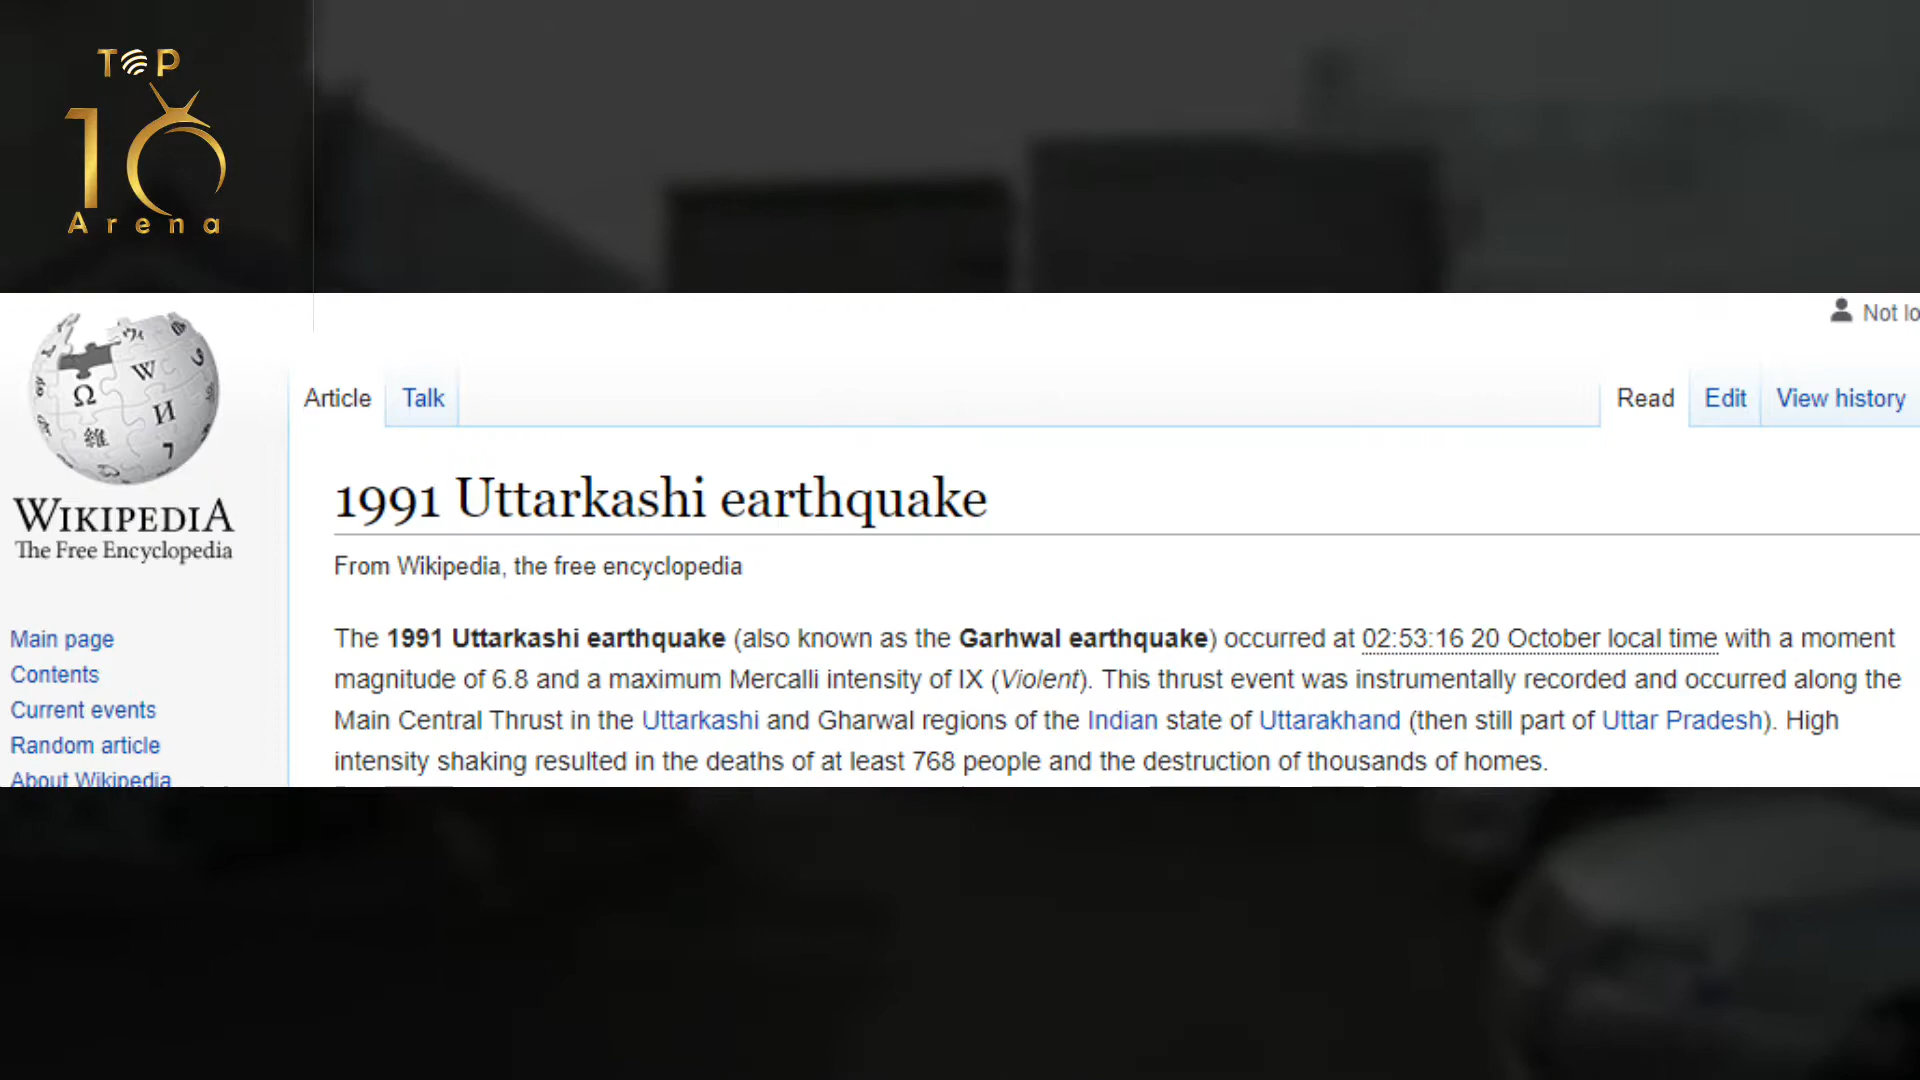 TOP
10
Arena
Not lo
Article
Talk
Read
Edit
View history
1991 Uttarkashi earthquake
WIKIPEDIA
The Free Encyclopedia
From Wikipedia, the free encyclopedia
The 1991 Uttarkashi earthquake (also known as the Garhwal earthquake) occurred at 02:53:16 20 October local time with a moment
magnitude of 6.8 and a maximum Mercalli intensity of IX (Violent). This thrust event was instrumentally recorded and occurred along the
Main Central Thrust in the Uttarkashi and Gharwal regions of the Indian state of Uttarakhand (then still part of Uttar Pradesh). High
intensity shaking resulted in the deaths of at least 768 people and the destruction of thousands of homes.
Main page
Contents
Current events
Random article
About Wikipedia